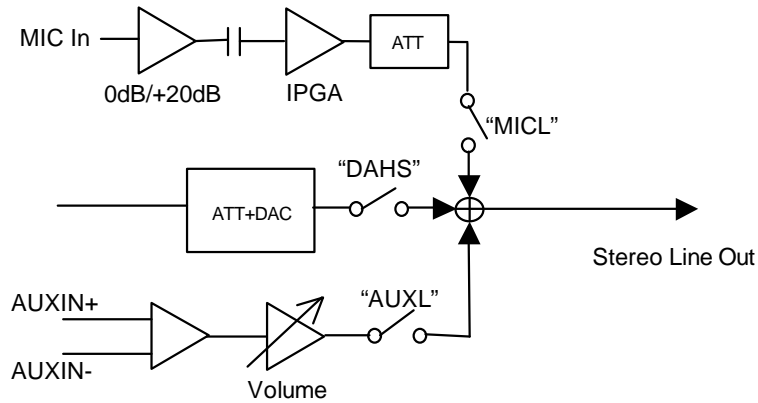 MIC In
0dB/+20dB
IPGA
ATT
“MICL”
“DAHS”
ATT+DAC
Stereo Line Out
AUXIN+
AUXIN-
“AUXL”
Volume